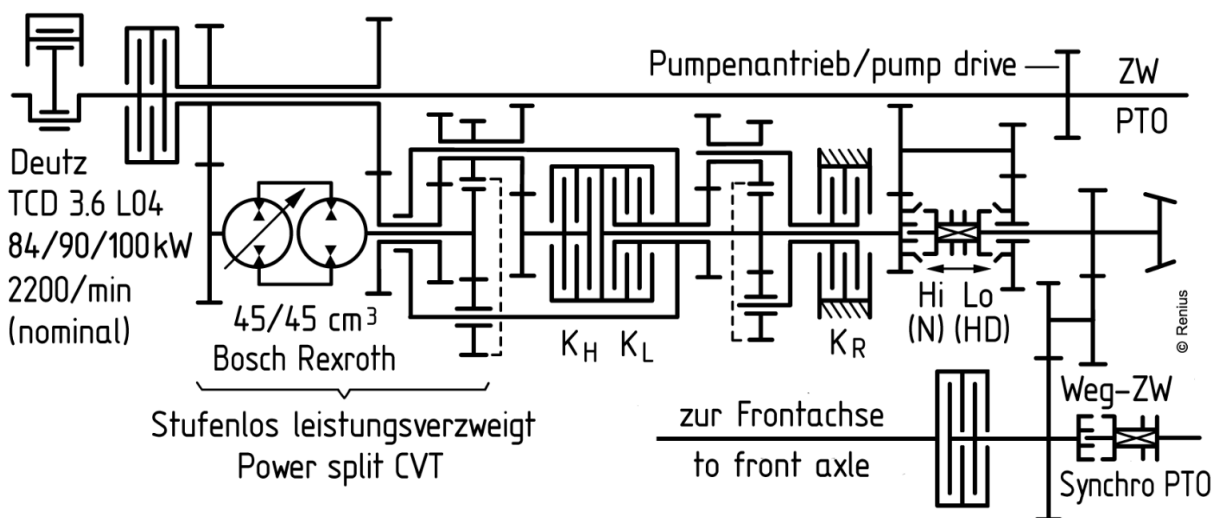 Pumpenantrieb/pump drive
ZW
PTO
Deutz
TCD 3.6 L04
84/90/100kW
2200/min
(nominal)
45/45 cm³
Bosch Rexroth
K_H
K_L
K_R
Hi Lo
(N) (HD)
© Renius
Stufenlos leistungsverzweigt
Power split CVT
zur Frontachse
to front axle
Weg-ZW
Synchro PTO